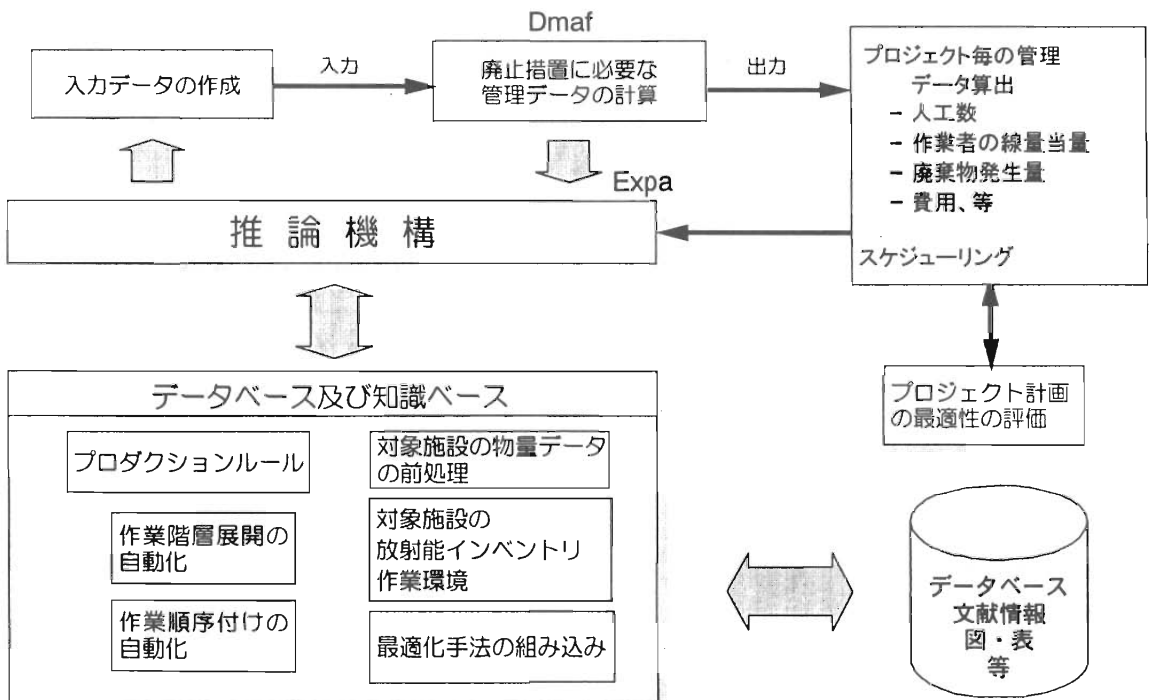 Dmaf
入力データの作成
入力
廃止措置に必要な
管理データの計算
出力
プロジェクト毎の管理
データ算出
- 人工数
- 作業者の線量当量
- 廃棄物発生量
- 費用、等
スケジューリング
Expa
推論機構
データベース及び知識ベース
プロダクションルール
作業階層展開の
自動化
作業順序付けの
自動化
対象施設の物量データ
の前処理
対象施設の
放射能インベントリ
作業環境
最適化手法の組み込み
プロジェクト計画
の最適性の評価
データベース
文献情報
図・表
等